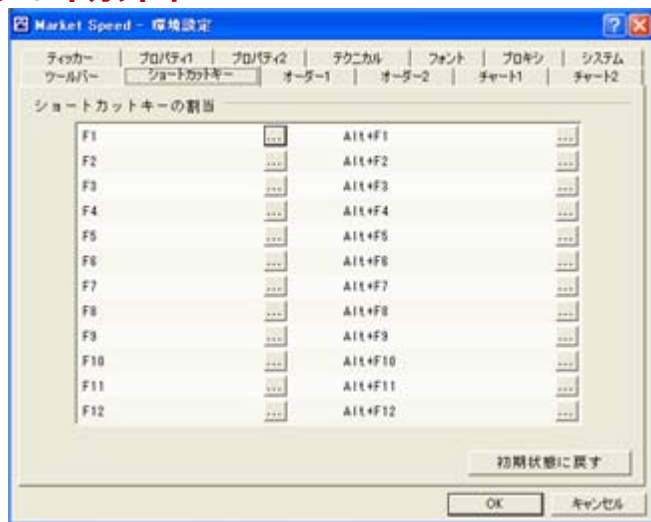 Market Speed - 環境設定
ティッカー プロパティ1 プロパティ2 テクニカル フォント プロキシ システム
ツールバー ショートカットキー オーダー1 オーダー2 チャート1 チャート2
ショートカットキーの割当
F1 ... Alt+F1 ...
F2 ... Alt+F2 ...
F3 ... Alt+F3 ...
F4 ... Alt+F4 ...
F5 ... Alt+F5 ...
F6 ... Alt+F6 ...
F7 ... Alt+F7 ...
F8 ... Alt+F8 ...
F9 ... Alt+F9 ...
F10 ... Alt+F10 ...
F11 ... Alt+F11 ...
F12 ... Alt+F12 ...
初期状態に戻す
OK キャンセル